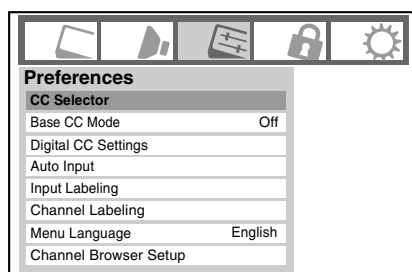 Preferences
CC Selector
Base CC Mode Off
Digital CC Settings
Auto Input
Input Labeling
Channel Labeling
Menu Language English
Channel Browser Setup